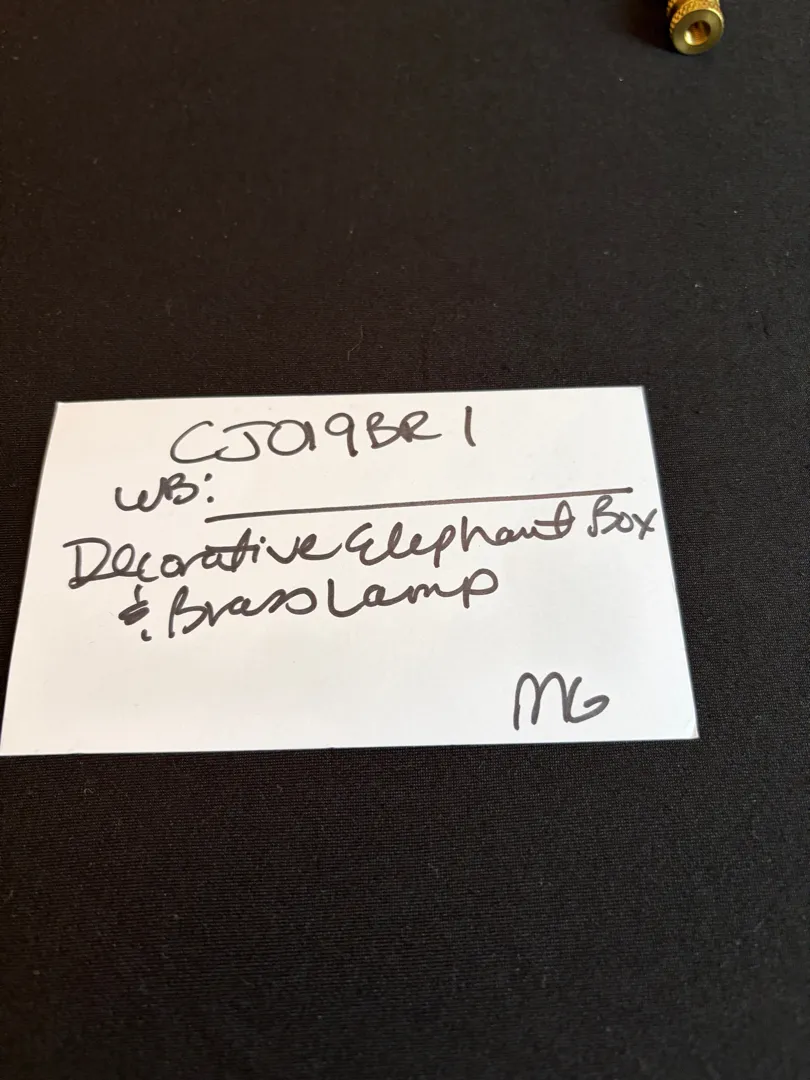 CJ019BR1
WB:
Decorative Elephant Box
& Brass Lamp
MG